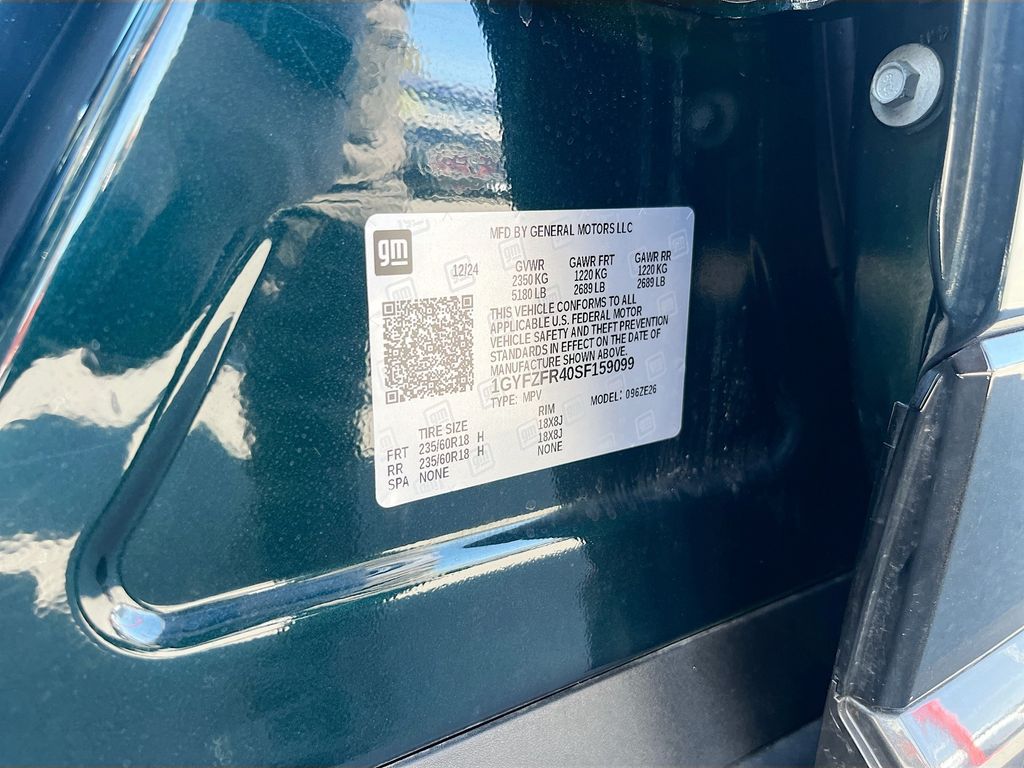 gm
MFD BY GENERAL MOTORS LLC
12/24 GVWR GAWR FRT GAWR RR
2350 KG 1220 KG 1220 KG
5180 LB 2689 LB 2689 LB
THIS VEHICLE CONFORMS TO ALL
APPLICABLE U.S. FEDERAL MOTOR
VEHICLE SAFETY AND THEFT PREVENTION
STANDARDS IN EFFECT ON THE DATE OF
MANUFACTURE SHOWN ABOVE.
1GYFZFR40SF159099
TYPE: MPV MODEL: 096ZE26
TIRE SIZE RIM
FRT 235/60R18 H 18X8J
RR 235/60R18 H 18X8J
SPA NONE NONE